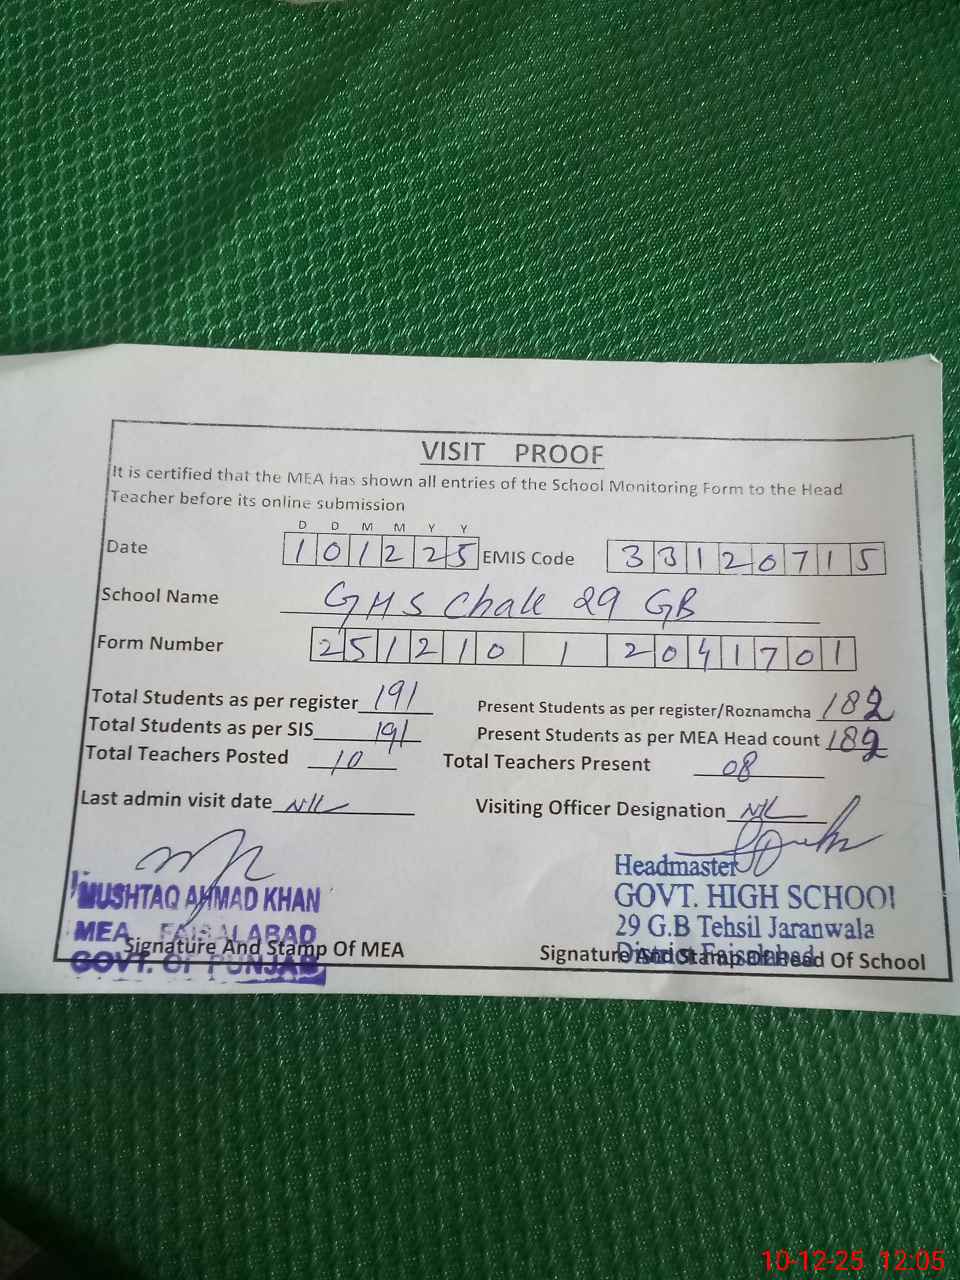 VISIT PROOF
It is certified that the MEA has shown all entries of the School Monitoring Form to the Head
Teacher before its online submission
D D M M Y Y
Date 1 0 1 2 2 5 EMIS Code 3 3 1 2 0 7 1 5
School Name GHS Chak 29 GB
Form Number 2 5 1 2 1 0 1 2 0 4 1 7 0 1
Total Students as per register 191 Present Students as per register/Roznamcha 182
Total Students as per SIS 191 Present Students as per MEA Head count 182
Total Teachers Posted 10 Total Teachers Present 08
Last admin visit date NIL Visiting Officer Designation NIL
MUSHTAQ AHMAD KHAN
MEA FAISALABAD
GOVT. OF PUNJAB
Signature And Stamp Of MEA
Headmaster
GOVT. HIGH SCHOOL
29 G.B Tehsil Jaranwala
District Faisalabad
Signature And Stamp Of Head Of School
10-12-25 12:05